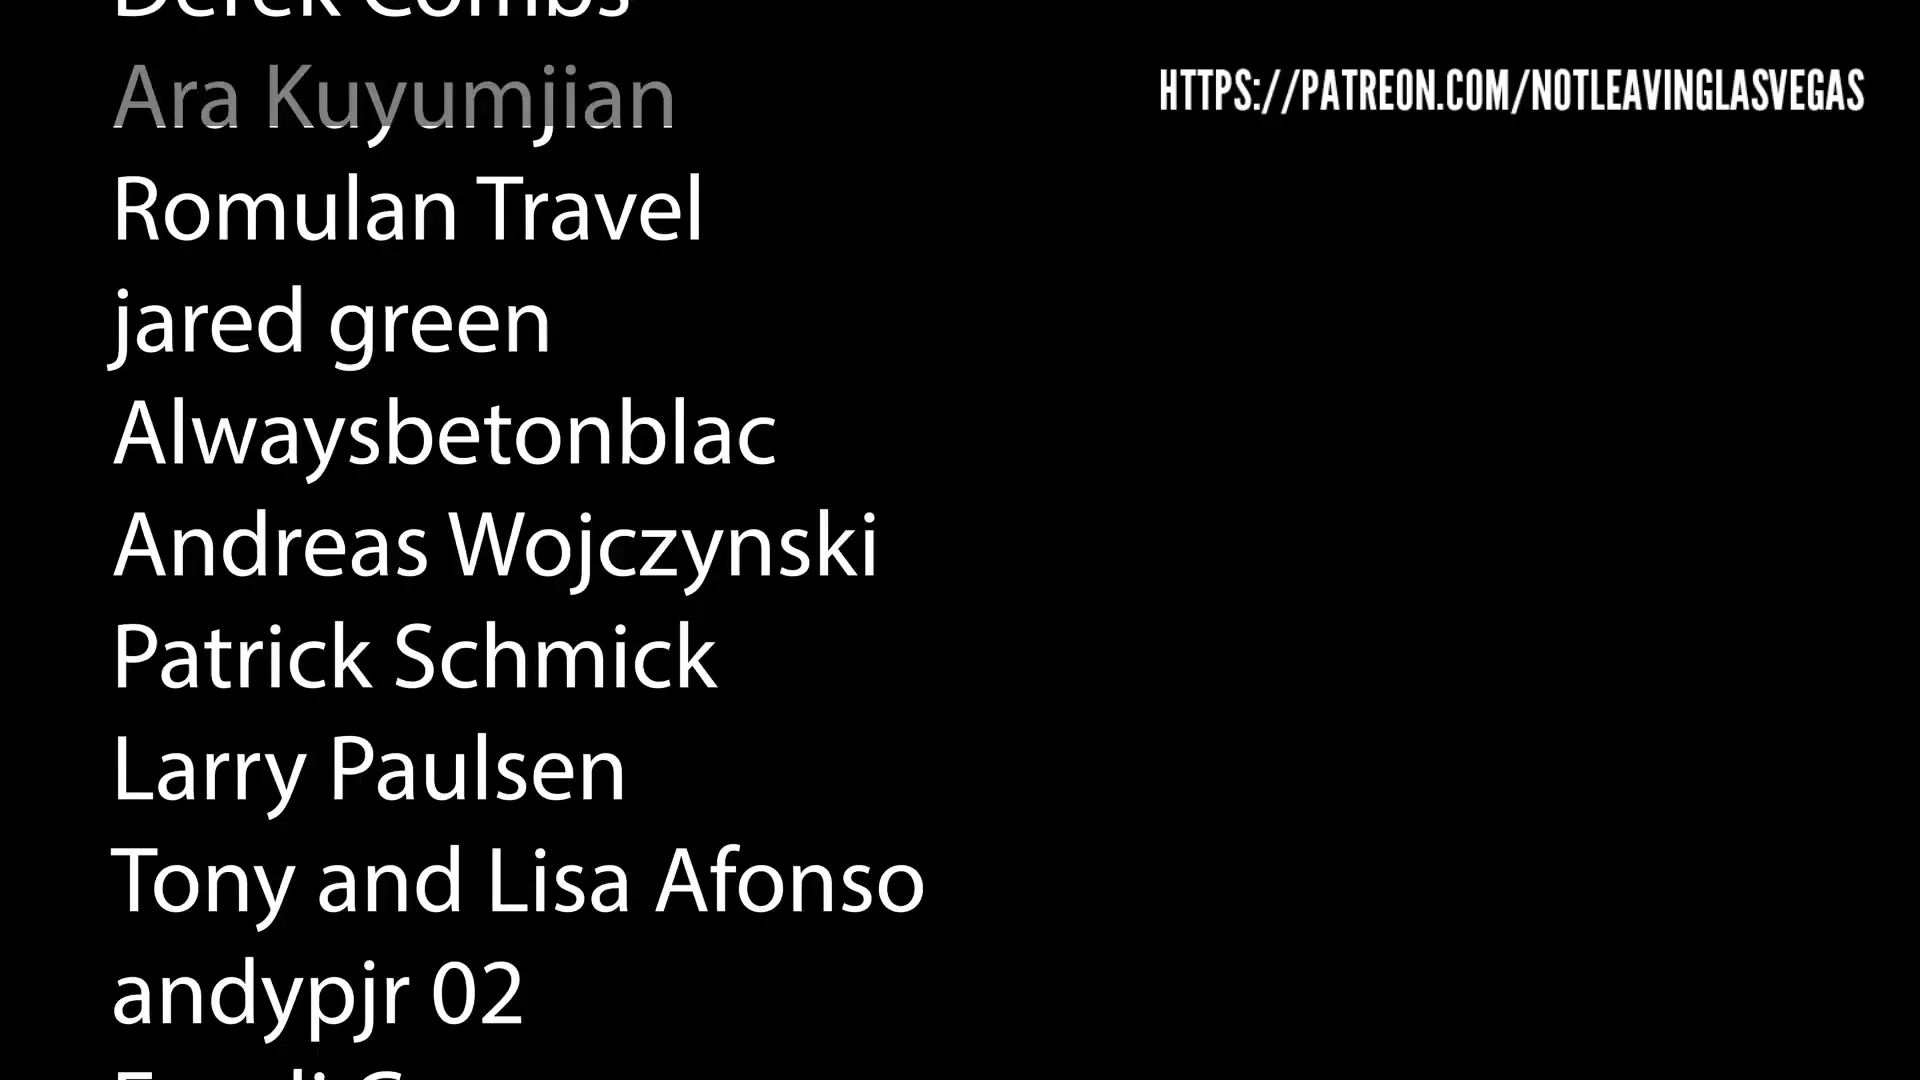 Derek Combs
Ara Kuyumjian
HTTPS://PATREON.COM/NOTLEAVINGLASVEGAS
Romulan Travel
jared green
Alwaysbetonblac
Andreas Wojczynski
Patrick Schmick
Larry Paulsen
Tony and Lisa Afonso
andypjr 02